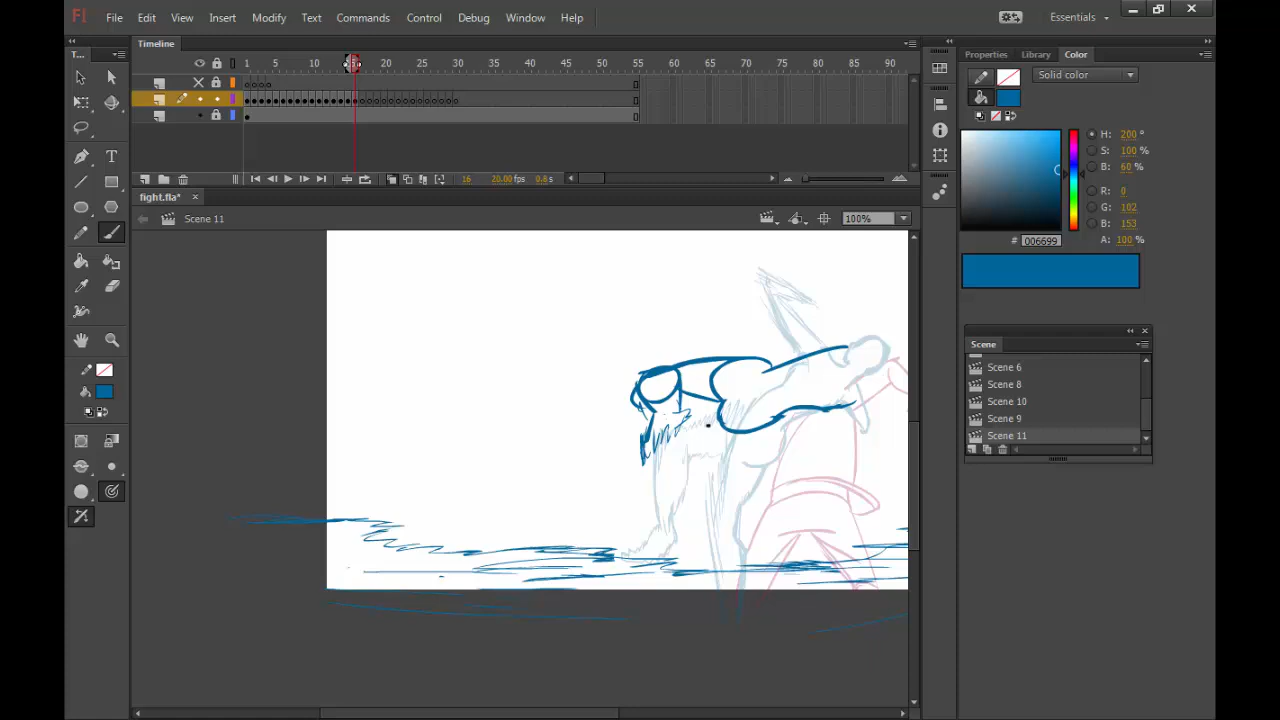 Fl File Edit View Insert Modify Text Commands Control Debug Window Help Essentials
T... Timeline Properties Library Color
1 5 10 20 25 30 35 40 45 50 55 60 65 70 75 80 85 90
Solid color
H: 200 °
S: 100 %
B: 60 %
R: 0
G: 102
B: 153
# 006699 A: 100 %
16 20.00 fps 0.8 s
fight.fla* ×
Scene 11 100%
Scene
Scene 6
Scene 8
Scene 10
Scene 9
Scene 11